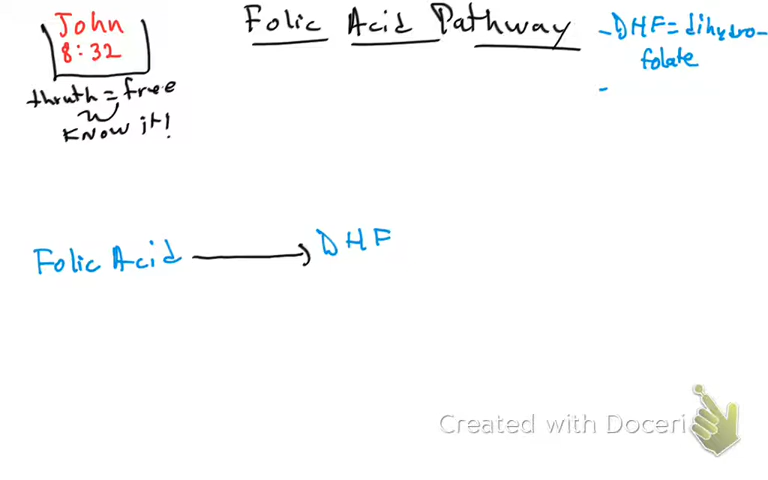 John
8:32
thruth = free
know it!
Folic Acid Pathway
- DHF = dihydro-
folate
-
Folic Acid → DHF
Created with Doceri